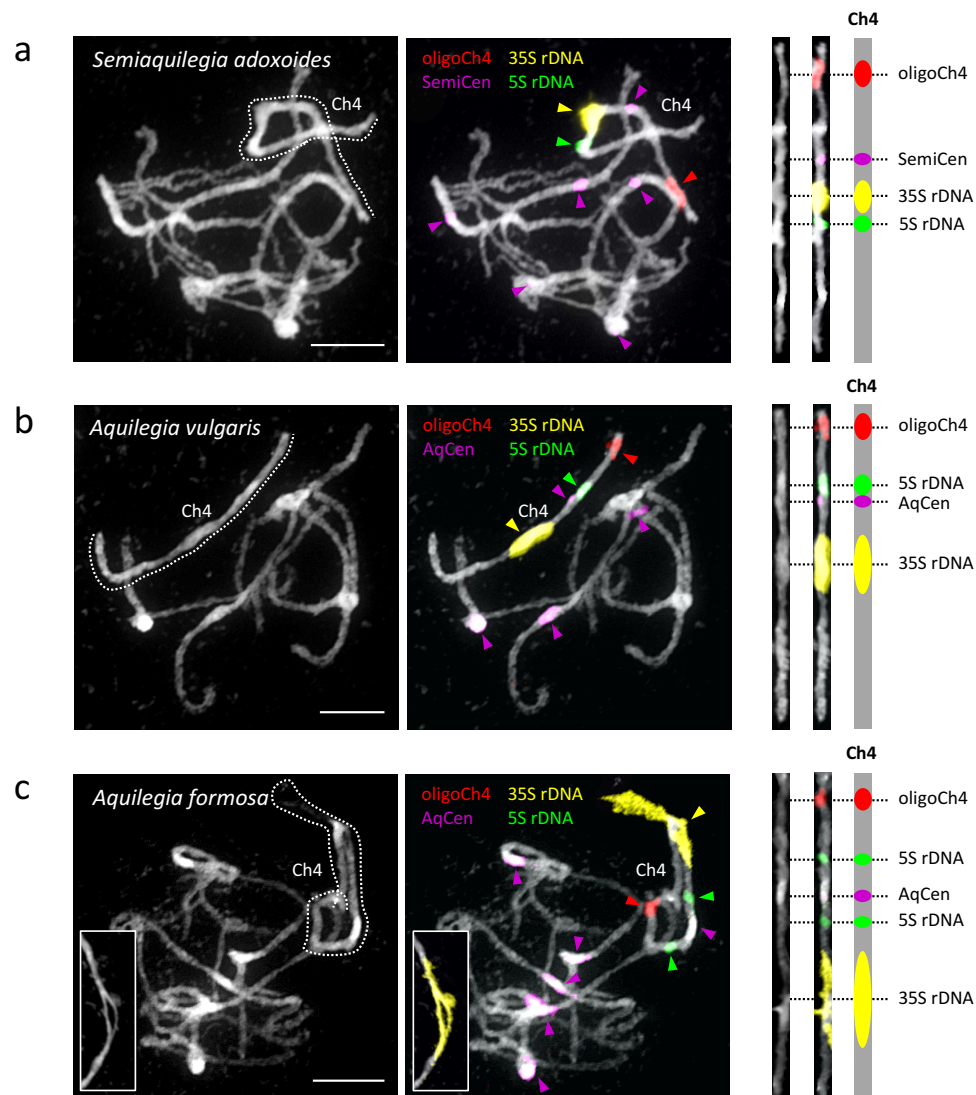 a
Semiaquilegia adoxoides
Ch4
oligoCh4 35S rDNA
SemiCen 5S rDNA
Ch4
Ch4
oligoCh4
SemiCen
35S rDNA
5S rDNA
b
Aquilegia vulgaris
Ch4
oligoCh4 35S rDNA
AqCen 5S rDNA
Ch4
Ch4
oligoCh4
5S rDNA
AqCen
35S rDNA
c
Aquilegia formosa
Ch4
oligoCh4 35S rDNA
AqCen 5S rDNA
Ch4
Ch4
oligoCh4
5S rDNA
AqCen
5S rDNA
35S rDNA